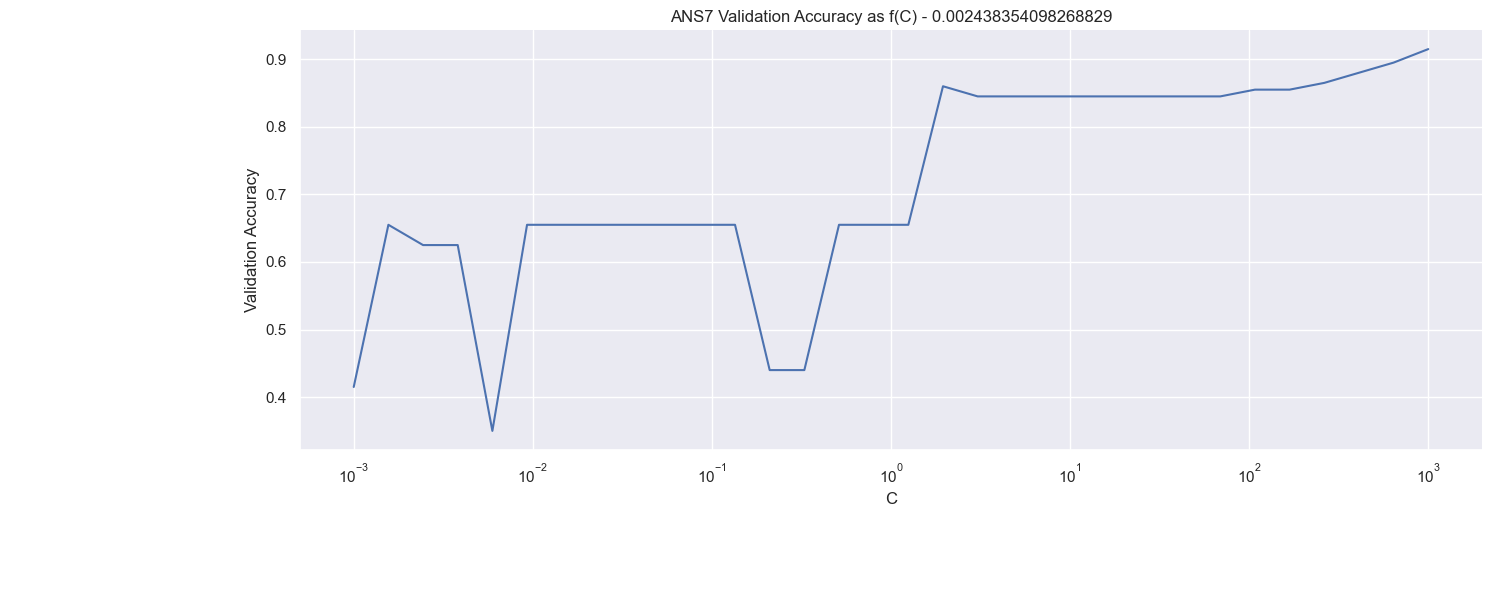 ANS7 Validation Accuracy as f(C) - 0.002438354098268829
Validation Accuracy
0.9
0.8
0.7
0.6
0.5
0.4
10⁻³ 10⁻² 10⁻¹ 10⁰ 10¹ 10² 10³
C